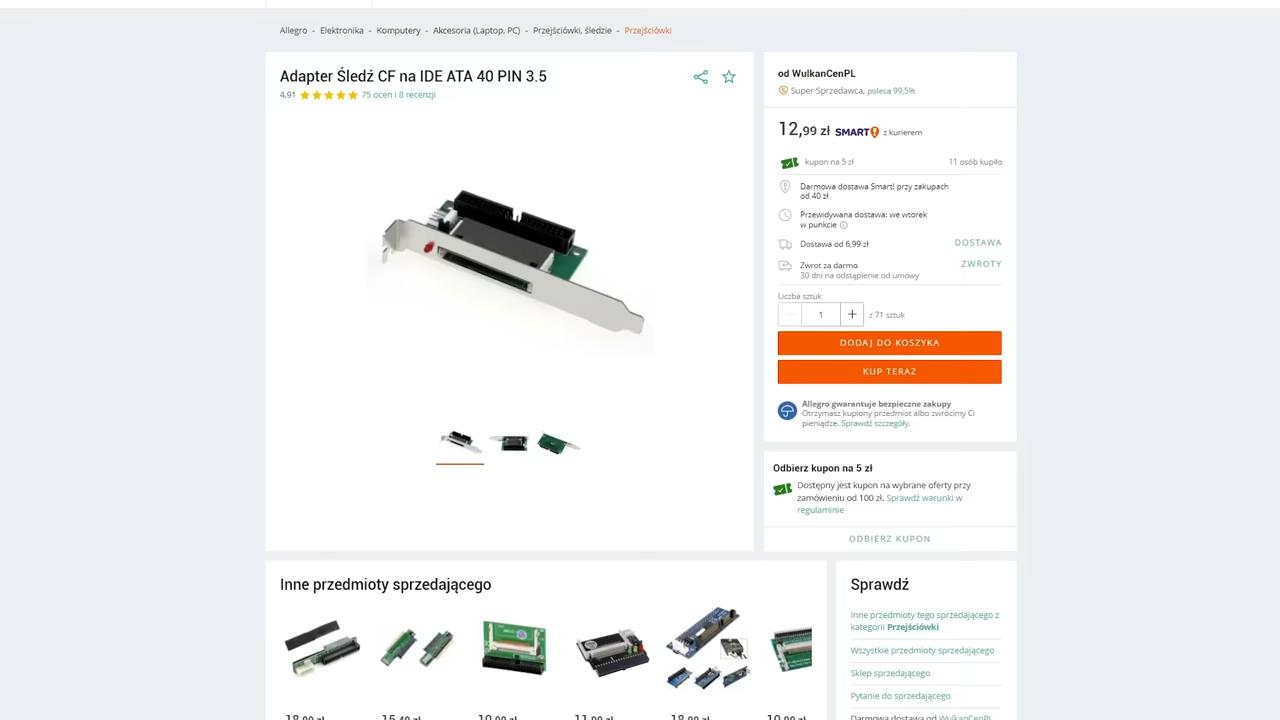 Allegro - Elektronika - Komputery - Akcesoria (Laptop, PC) - Przejściówki, śledzie - Przejściówki
Adapter Śledź CF na IDE ATA 40 PIN 3.5
4,91 75 ocen i 8 recenzji
od WulkanCenPL
Super Sprzedawca, poleca 99,5%
12,99 zł SMART! z kurierem
kupon na 5 zł 11 osób kupiło
Darmowa dostawa Smart! przy zakupach
od 40 zł
Przewidywana dostawa: we wtorek
w punkcie
Dostawa od 6,99 zł DOSTAWA
Zwrot za darmo ZWROTY
30 dni na odstąpienie od umowy
Liczba sztuk
1 + z 71 sztuk
DODAJ DO KOSZYKA
KUP TERAZ
Allegro gwarantuje bezpieczne zakupy
Otrzymasz kupiony przedmiot albo zwrócimy Ci
pieniądze. Sprawdź szczegóły.
Odbierz kupon na 5 zł
Dostępny jest kupon na wybrane oferty przy
zamówieniu od 100 zł. Sprawdź warunki w
regulaminie
ODBIERZ KUPON
Inne przedmioty sprzedającego
Sprawdź
Inne przedmioty tego sprzedającego z
kategorii Przejściówki
Wszystkie przedmioty sprzedającego
Sklep sprzedającego
Pytanie do sprzedającego
Darmowa dostawa od WulkanCenPL